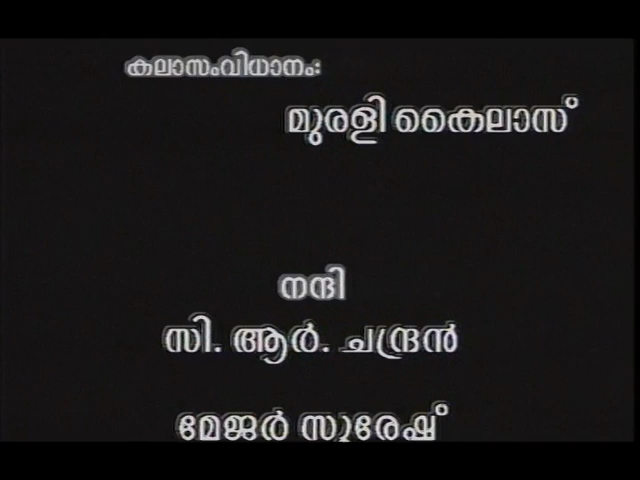 കലാസംവിധാനം:
മുരളി കൈലാസ്
നന്ദി
സി. ആർ. ചന്ദ്രൻ
മേജർ സുരേഷ്